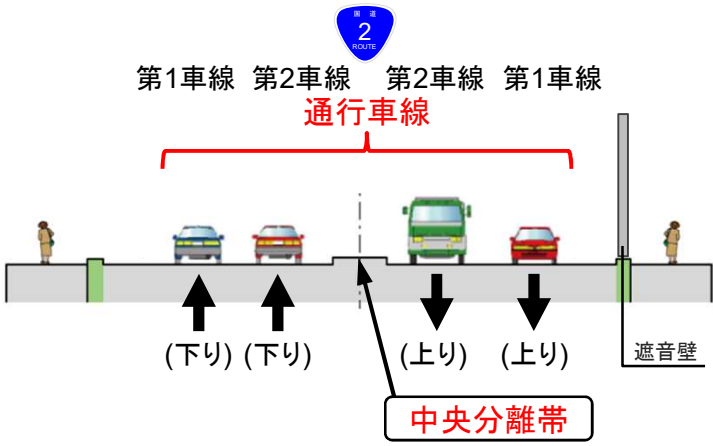 国道
2
ROUTE
第1車線 第2車線 第2車線 第1車線
通行車線
(下り) (下り) (上り) (上り)
遮音壁
中央分離帯